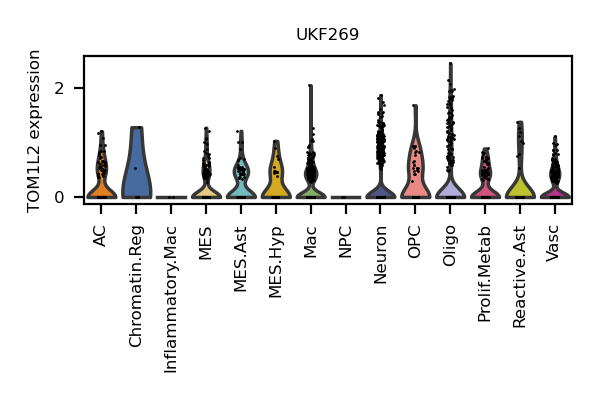 UKF269
TOM1L2 expression
2
0
AC
Chromatin.Reg
Inflammatory.Mac
MES
MES.Ast
MES.Hyp
Mac
NPC
Neuron
OPC
Oligo
Prolif.Metab
Reactive.Ast
Vasc